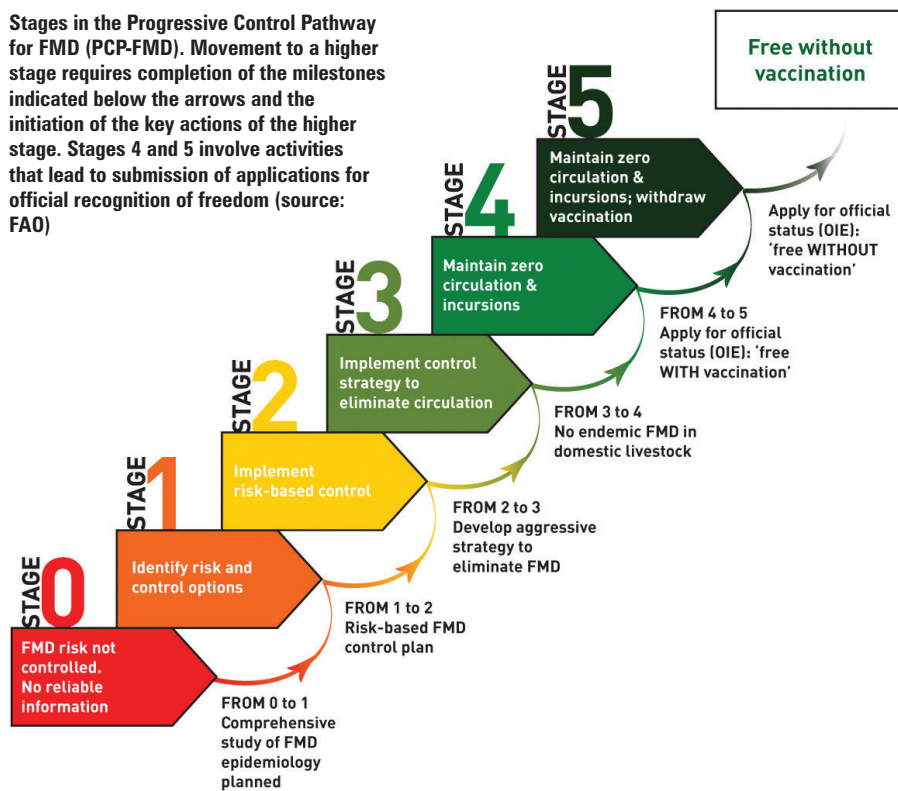 Stages in the Progressive Control Pathway
for FMD (PCP-FMD). Movement to a higher
stage requires completion of the milestones
indicated below the arrows and the
initiation of the key actions of the higher
stage. Stages 4 and 5 involve activities
that lead to submission of applications for
official recognition of freedom (source:
FAO)
Free without
vaccination
STAGE 5
Maintain zero
circulation &
incursions; withdraw
vaccination
Apply for official
status (OIE):
‘free WITHOUT
vaccination’
STAGE 4
Maintain zero
circulation &
incursions
FROM 4 to 5
Apply for official
status (OIE): ‘free
WITH vaccination’
STAGE 3
Implement control
strategy to
eliminate circulation
FROM 3 to 4
No endemic FMD in
domestic livestock
STAGE 2
Implement
risk-based control
FROM 2 to 3
Develop aggressive
strategy to
eliminate FMD
STAGE 1
Identify risk and
control options
FROM 1 to 2
Risk-based FMD
control plan
STAGE 0
FMD risk not
controlled.
No reliable
information
FROM 0 to 1
Comprehensive
study of FMD
epidemiology
planned